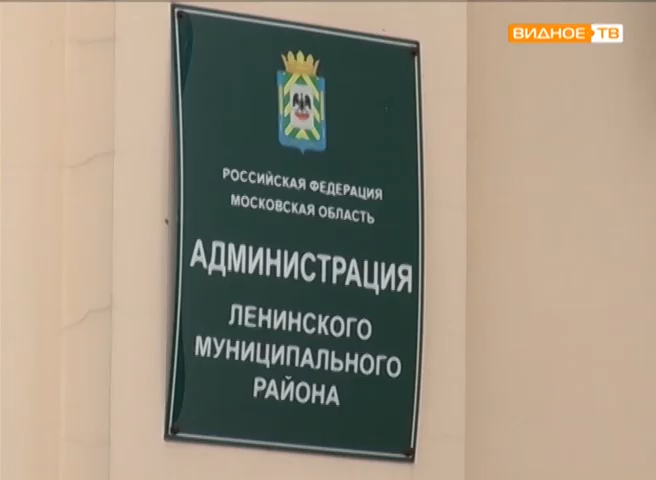 ВИДНОЕ ТВ
РОССИЙСКАЯ ФЕДЕРАЦИЯ
МОСКОВСКАЯ ОБЛАСТЬ
АДМИНИСТРАЦИЯ
ЛЕНИНСКОГО
МУНИЦИПАЛЬНОГО
РАЙОНА